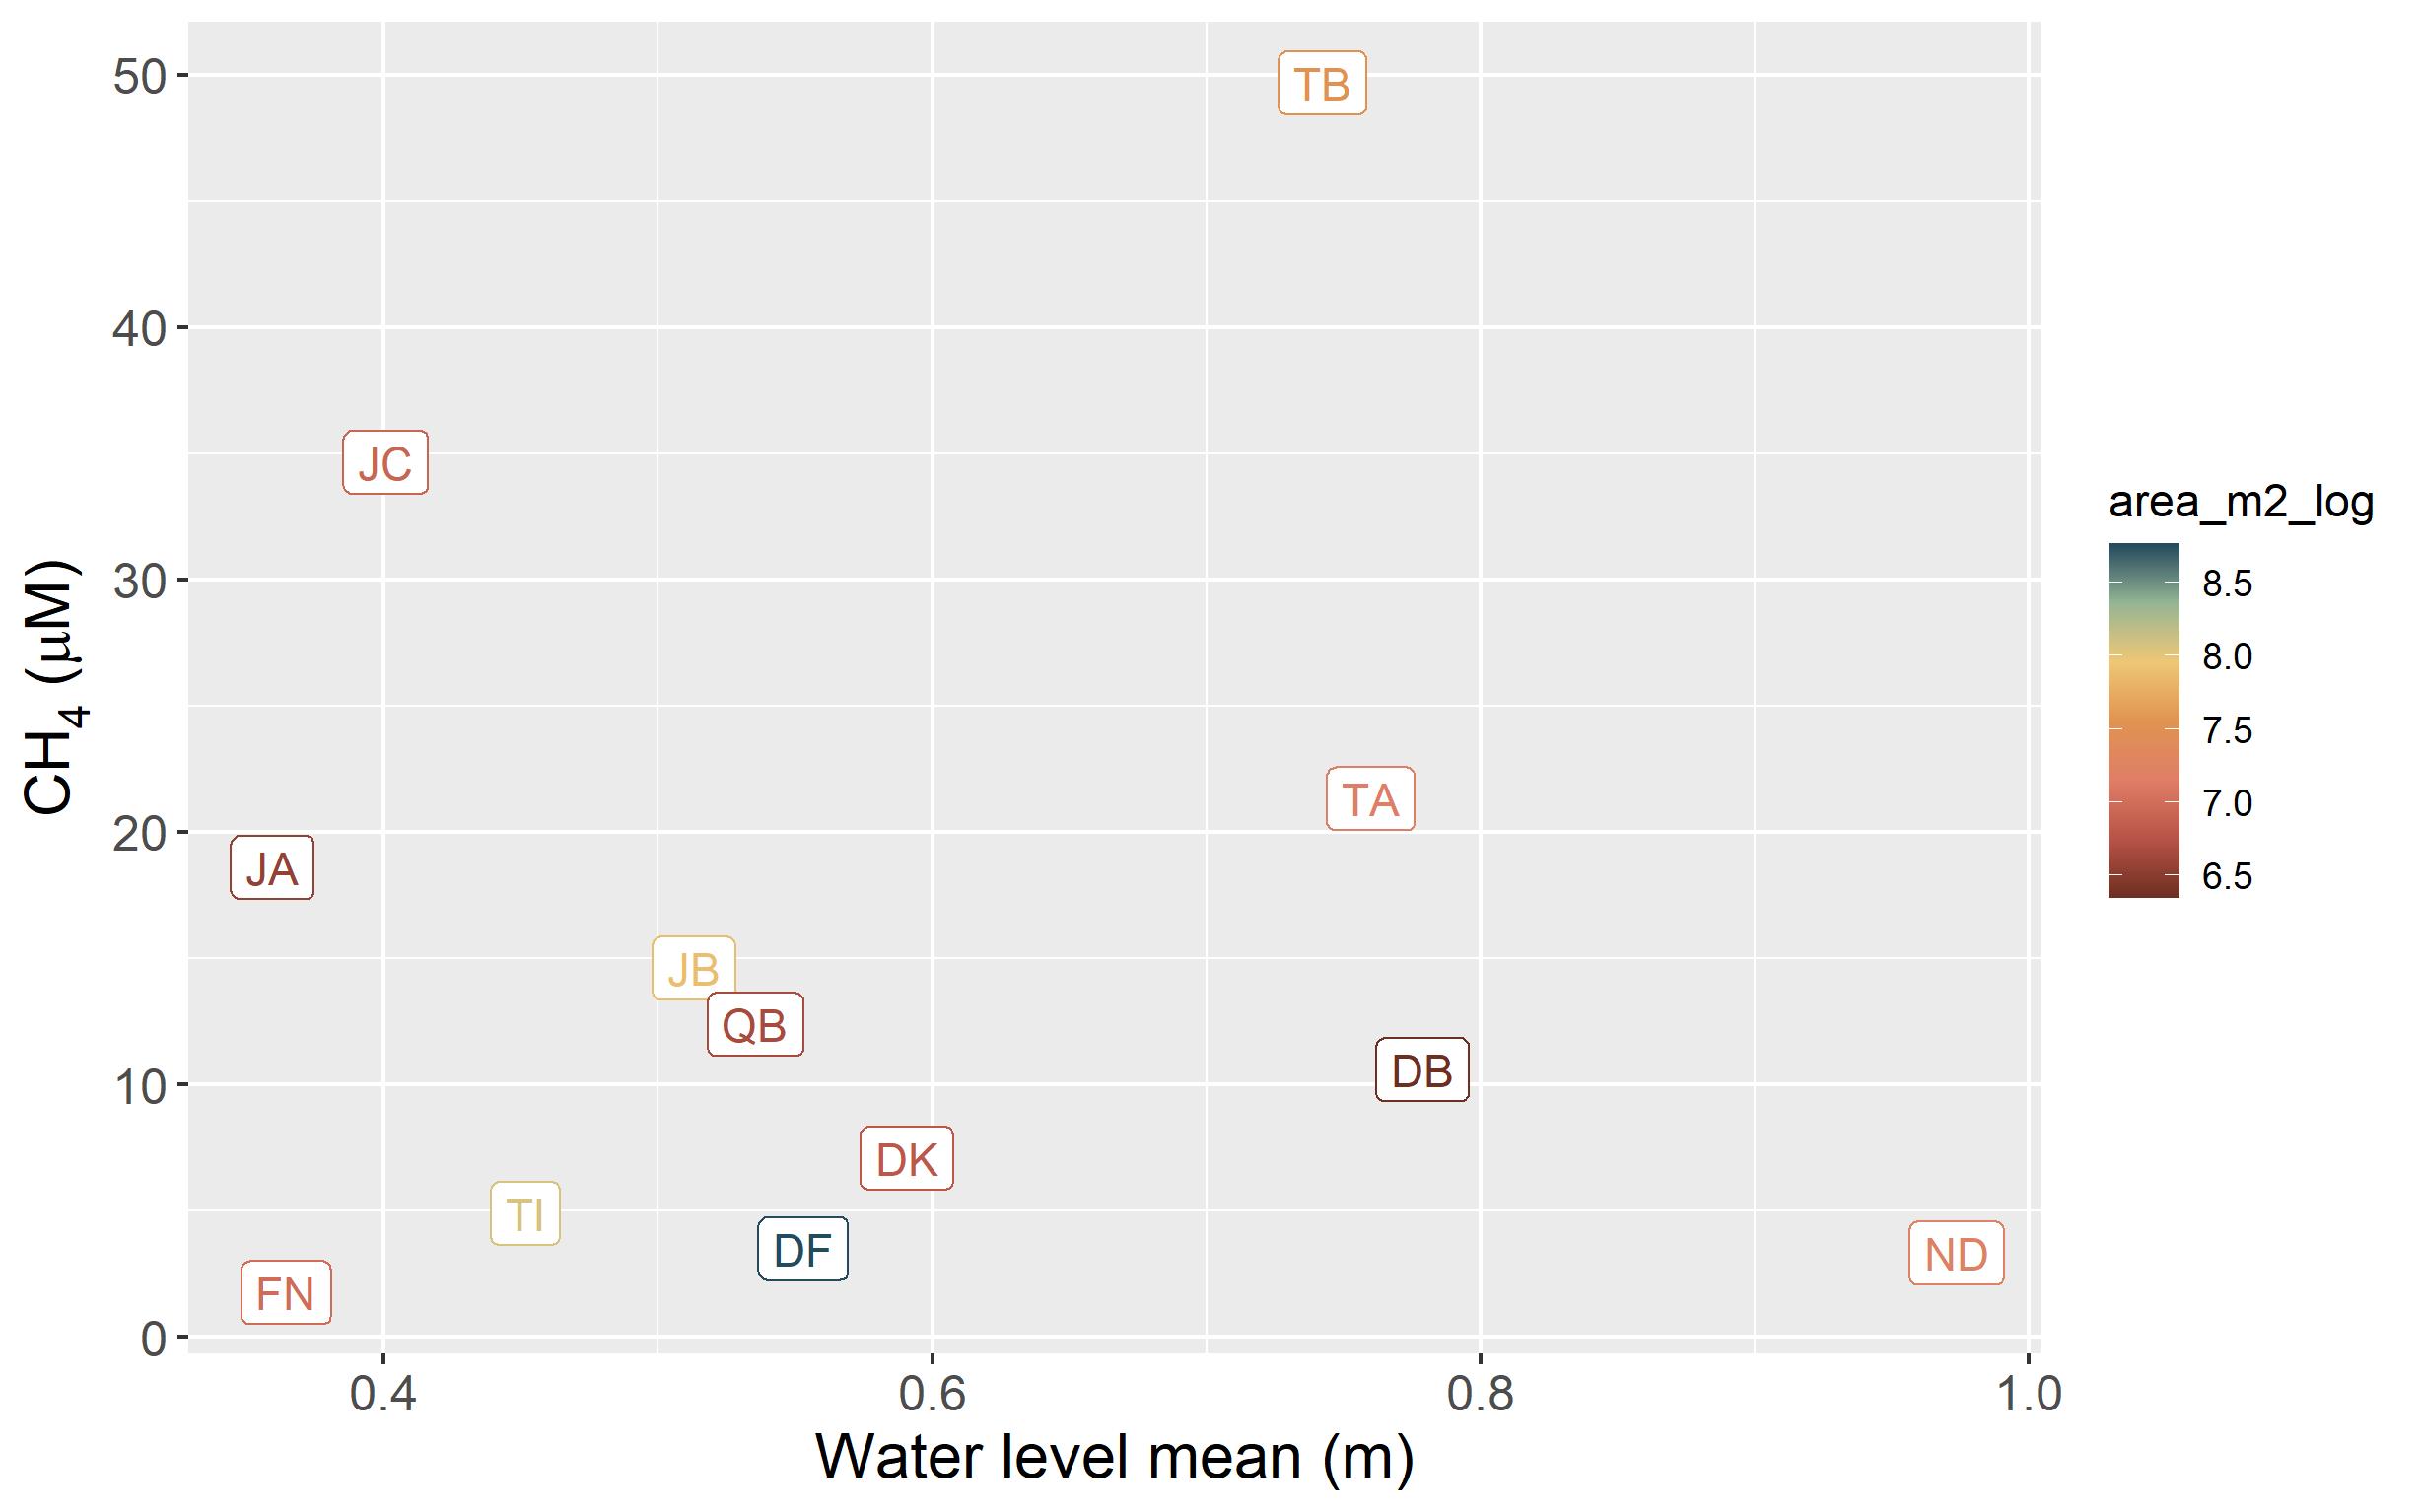 50
40
30
20
10
0
CH4 (μM)
TB
JC
TA
JA
JB
QB
DB
DK
TI
DF
ND
FN
0.4 0.6 0.8 1.0
Water level mean (m)
area_m2_log
8.5
8.0
7.5
7.0
6.5